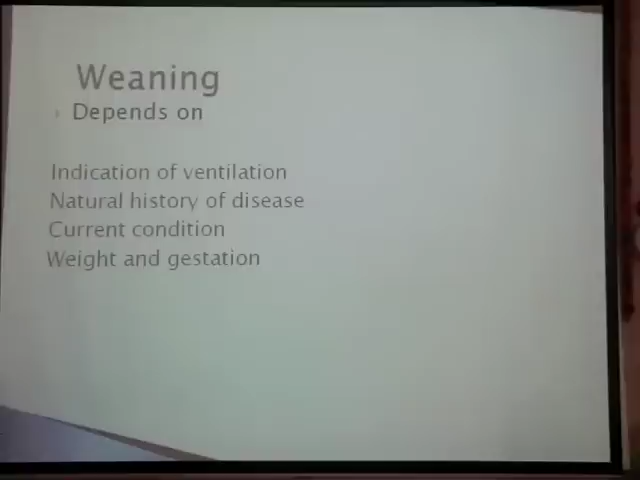 Weaning
Depends on
Indication of ventilation
Natural history of disease
Current condition
Weight and gestation